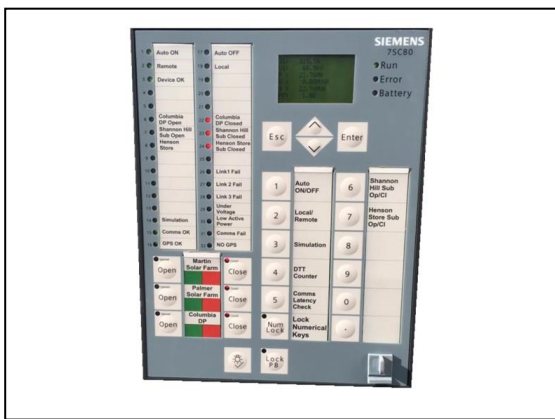 SIEMENS
7SC80
Run
Error
Battery
Auto ON
Remote
Device OK
Columbia
DP Open
Shannon Hill
Sub Open
Henson
Store
Simulation
Comms OK
GPS OK
Auto OFF
Local
Columbia
DP Closed
Shannon Hill
Sub Closed
Henson Store
Sub Closed
Link1 Fail
Link 2 Fail
Link 3 Fail
Under
Voltage
Low Active
Power
Comms Fail
NO GPS
Esc
Enter
1
Auto
ON/OFF
2
Local/
Remote
3
Simulation
4
DTT
Counter
5
Comms
Latency
Check
Num
Lock
Lock
Numerical
Keys
6
Shannon
Hill Sub
Op/Cl
7
Henson
Store Sub
Op/Cl
8
9
0
.
Open
Martin
Solar Farm
Close
Open
Palmer
Solar Farm
Close
Open
Columbia
DP
Close
Lock
PB